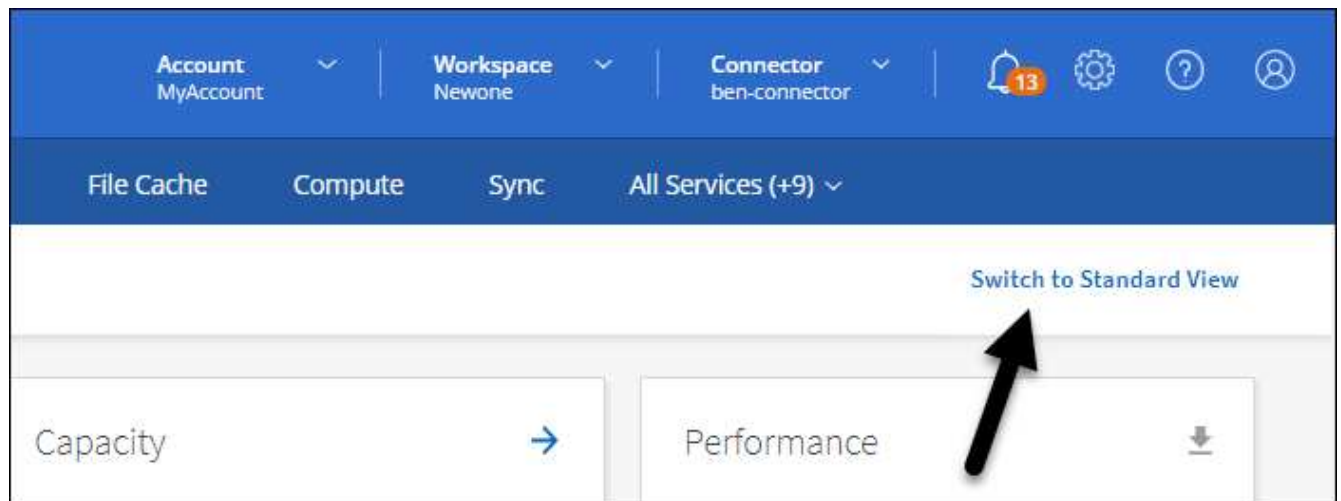 Account Workspace Connector
MyAccount Newone ben-connector
13
File Cache Compute Sync All Services (+9)
Switch to Standard View
Capacity Performance